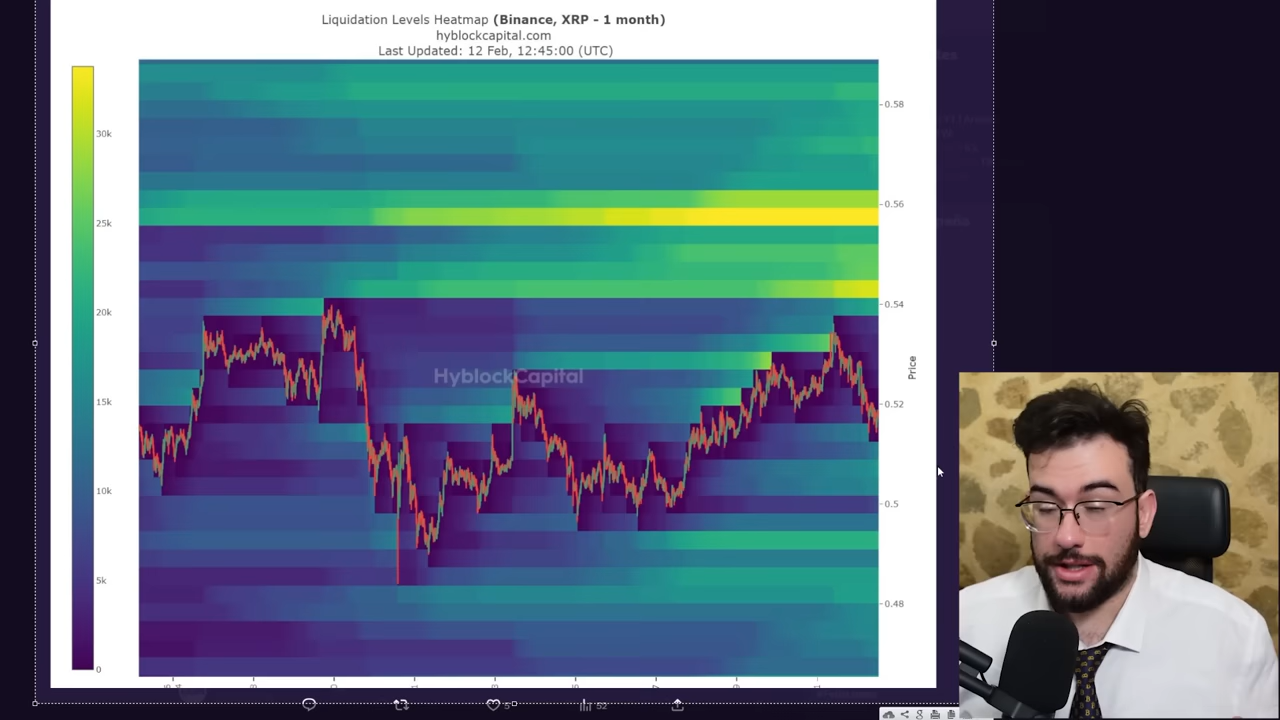 Liquidation Levels Heatmap (Binance, XRP - 1 month)
hyblockcapital.com
Last Updated: 12 Feb, 12:45:00 (UTC)
30k
25k
20k
15k
10k
5k
0
0.58
0.56
0.54
0.52
0.5
0.48
Price
HyblockCapital
52